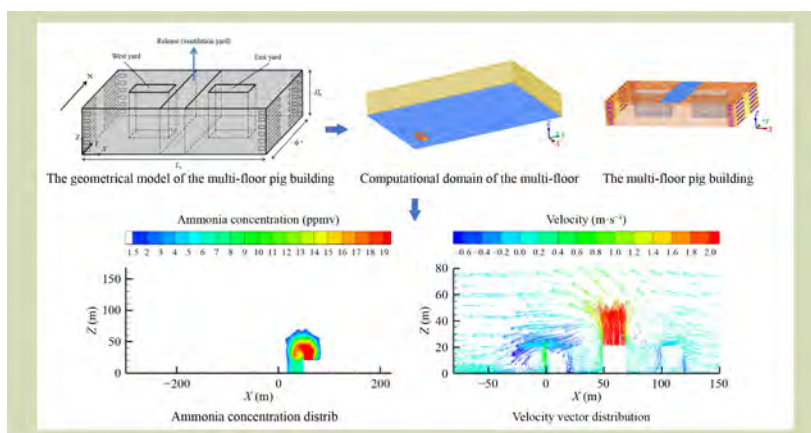 Release (ventilation yard)
West yard
East yard
N
Z
Y
X
The geometrical model of the multi-floor pig building
Computational domain of the multi-floor
The multi-floor pig building
Ammonia concentration (ppmv)
1.5 2 3 4 5 6 7 8 9 10 11 12 13 14 15 16 17 18 19
Velocity (m·s⁻¹)
−0.6 −0.4 −0.2 0.0 0.2 0.4 0.6 0.8 1.0 1.2 1.4 1.6 1.8 2.0
150
100
50
0
Z (m)
−200 0 200
X (m)
Ammonia concentration distrib
80
60
40
20
0
Z (m)
−50 0 50 100 150
X (m)
Velocity vector distribution